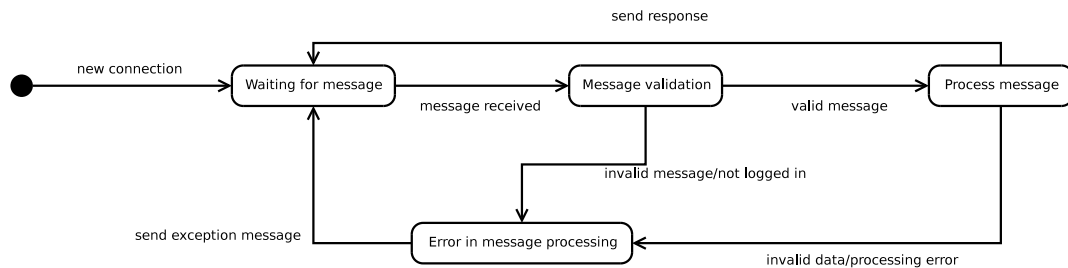 send response
new connection
Waiting for message
message received
Message validation
valid message
Process message
invalid message/not logged in
send exception message
Error in message processing
invalid data/processing error